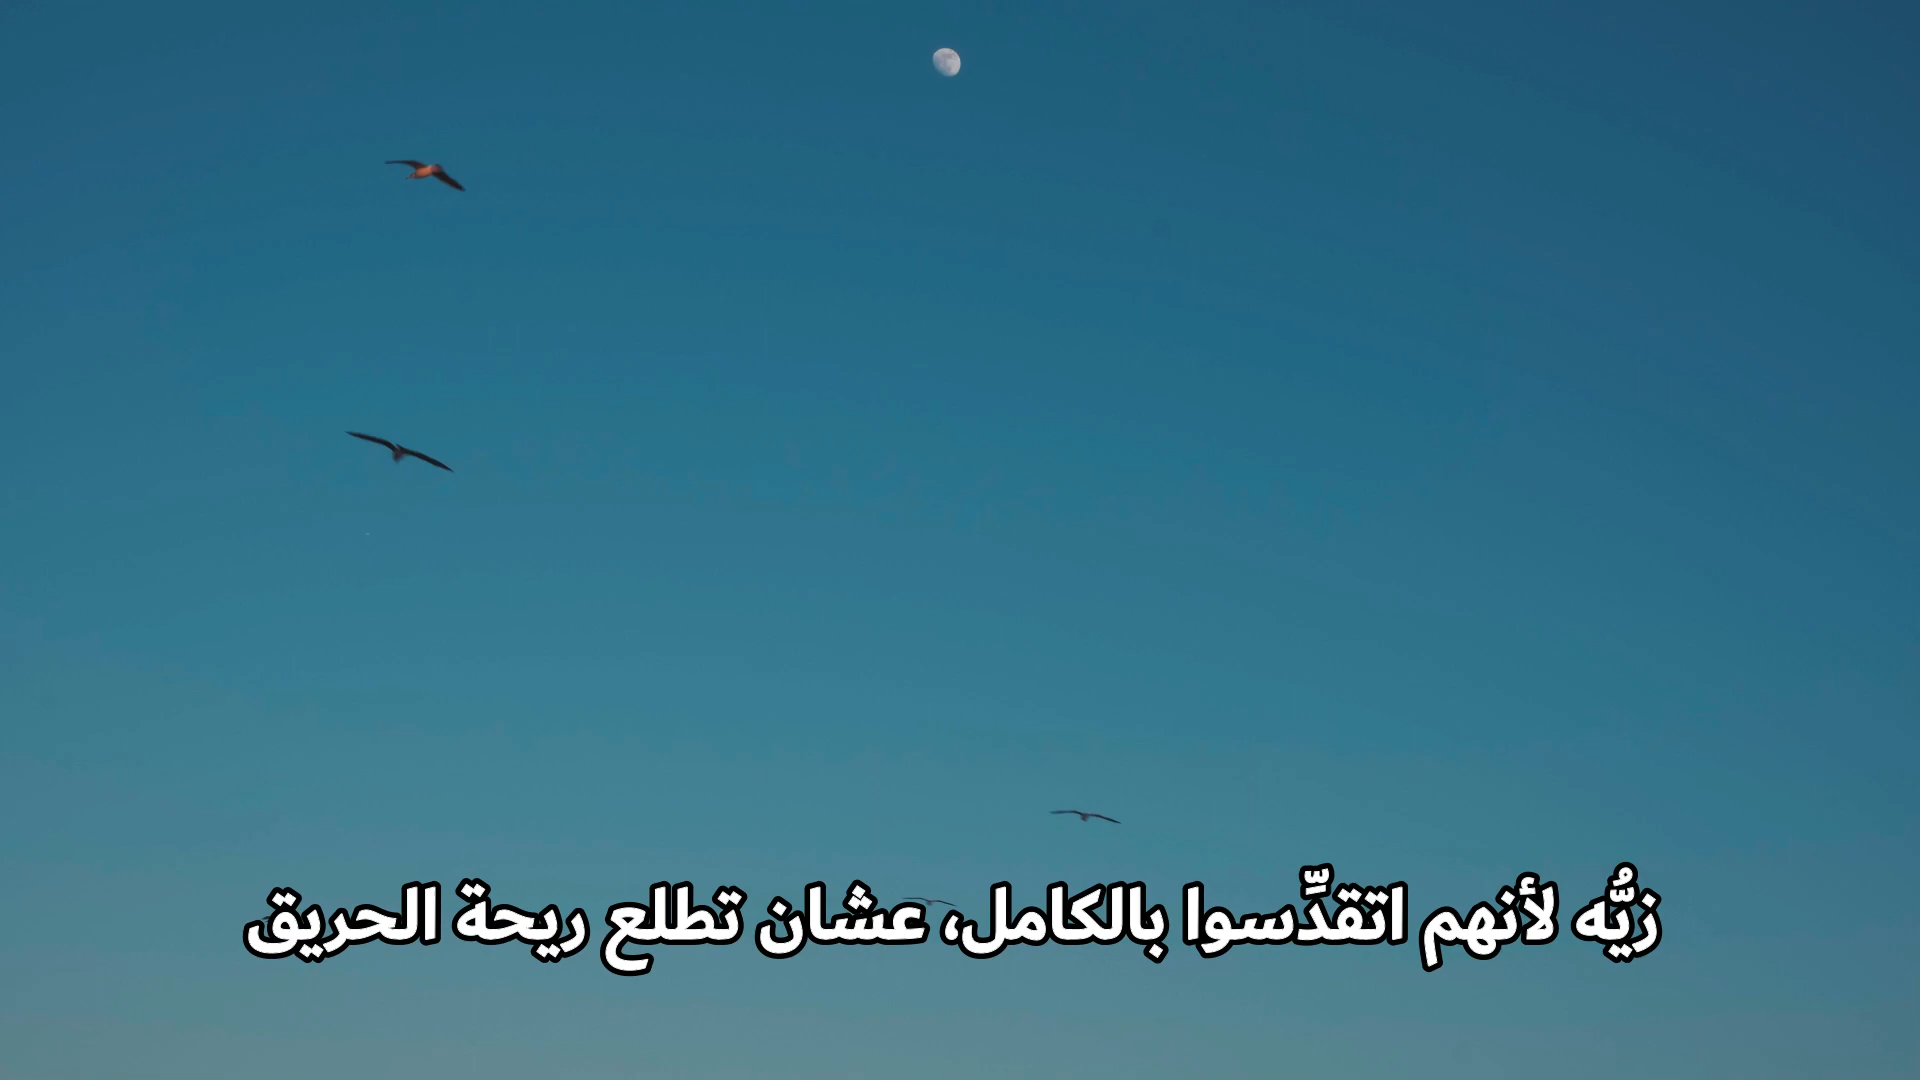 زيُّه لأنهم اتقدِّسوا بالكامل، عشان تطلع ريحة الحريق